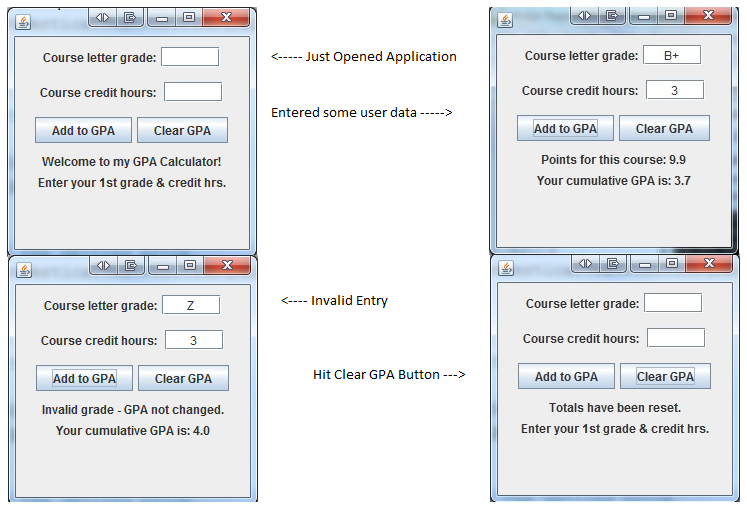 Course letter grade:
Course credit hours:
Add to GPA Clear GPA
Welcome to my GPA Calculator!
Enter your 1st grade & credit hrs.
<----- Just Opened Application
Entered some user data ----->
Course letter grade: B+
Course credit hours: 3
Add to GPA Clear GPA
Points for this course: 9.9
Your cumulative GPA is: 3.7
Course letter grade: Z
Course credit hours: 3
Add to GPA Clear GPA
Invalid grade - GPA not changed.
Your cumulative GPA is: 4.0
<---- Invalid Entry
Hit Clear GPA Button --->
Course letter grade:
Course credit hours:
Add to GPA Clear GPA
Totals have been reset.
Enter your 1st grade & credit hrs.